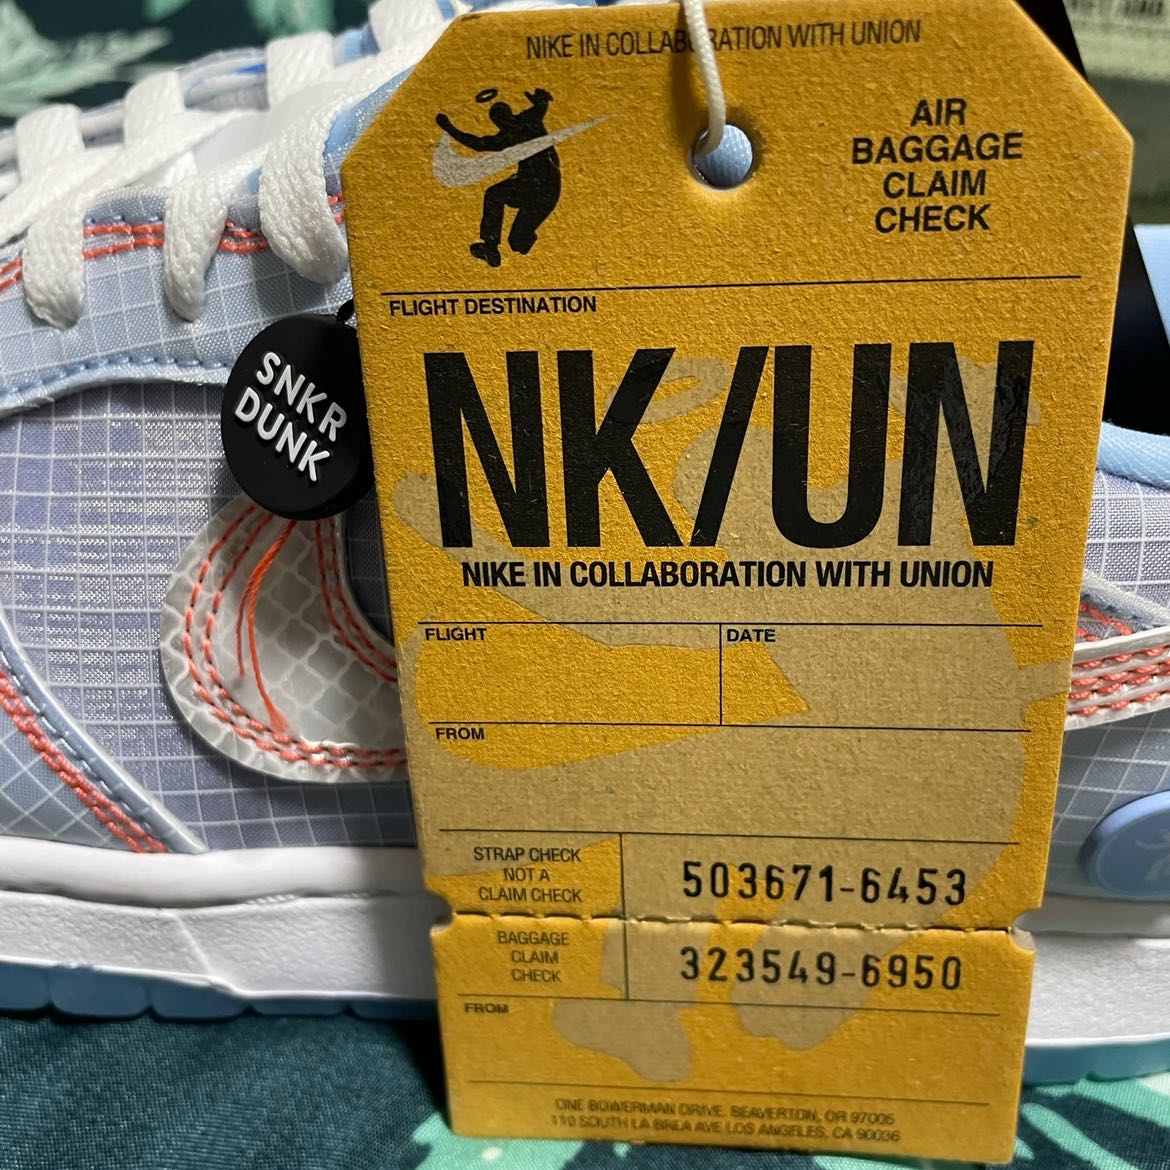 NIKE IN COLLABORATION WITH UNION
AIR
BAGGAGE
CLAIM
CHECK
FLIGHT DESTINATION
SNKR
DUNK
NK/UN
NIKE IN COLLABORATION WITH UNION
FLIGHT
DATE
FROM
STRAP CHECK
NOT A
CLAIM CHECK
503671-6453
BAGGAGE
CLAIM
CHECK
323549-6950
FROM
ONE BOWERMAN DRIVE. BEAVERTON, OR 97005
110 SOUTH LA BREA AVE LOS ANGELES, CA 90036